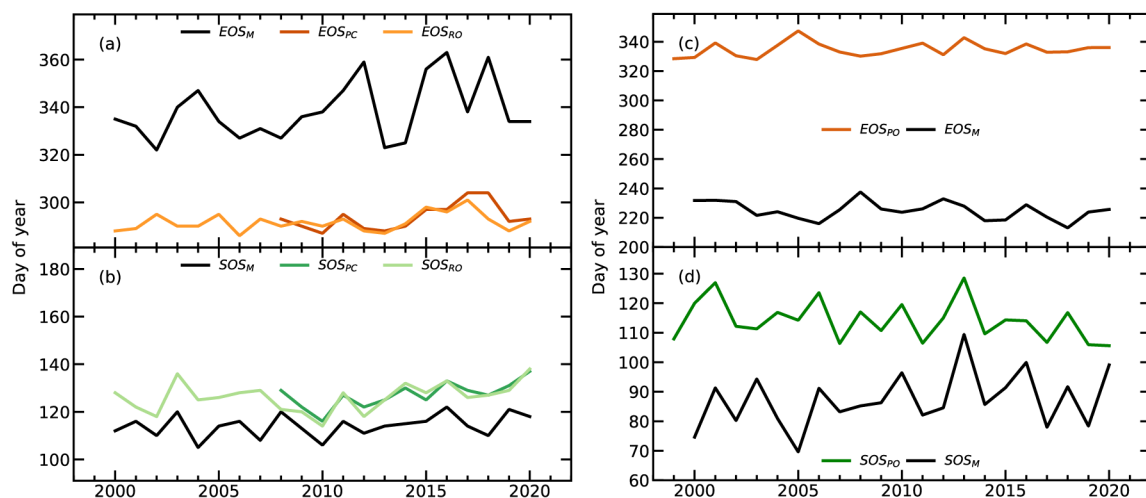 (a) EOS_M EOS_PC EOS_RO
360
340
320
300
Day of year
(b) SOS_M SOS_PC SOS_RO
180
160
140
120
100
2000 2005 2010 2015 2020
(c)
340
320
300
280
EOS_PO EOS_M
260
240
220
200
Day of year
(d)
130
120
110
100
90
80
70
60
SOS_PO SOS_M
2000 2005 2010 2015 2020